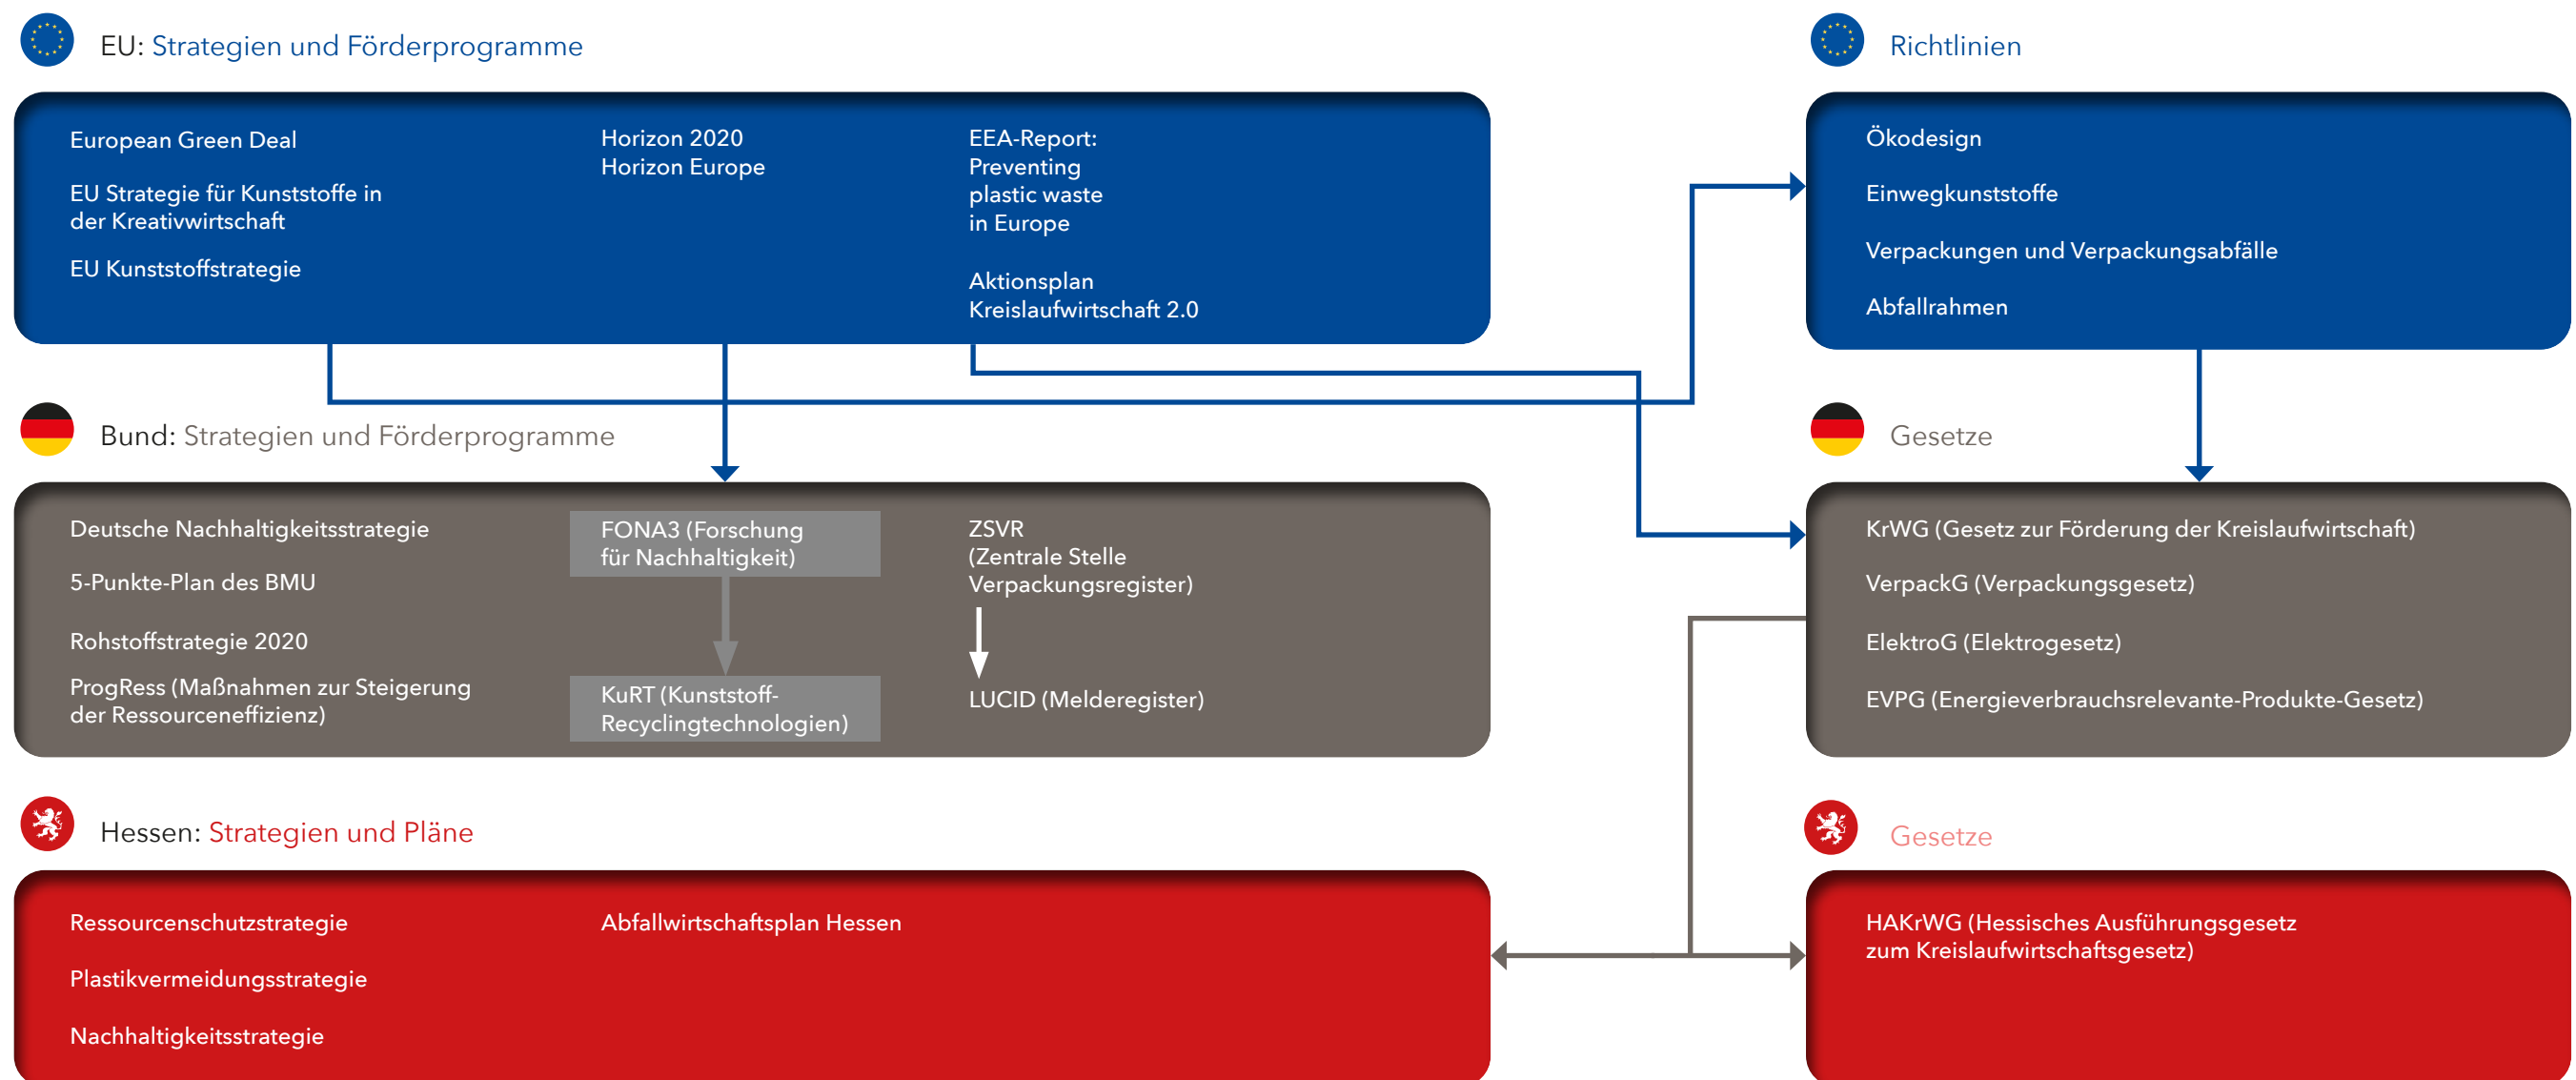 EU: Strategien und Förderprogramme
European Green Deal
EU Strategie für Kunststoffe in
der Kreativwirtschaft
EU Kunststoffstrategie
Horizon 2020
Horizon Europe
EEA-Report:
Preventing
plastic waste
in Europe
Aktionsplan
Kreislaufwirtschaft 2.0
Richtlinien
Ökodesign
Einwegkunststoffe
Verpackungen und Verpackungsabfälle
Abfallrahmen
Bund: Strategien und Förderprogramme
Deutsche Nachhaltigkeitsstrategie
5-Punkte-Plan des BMU
Rohstoffstrategie 2020
ProgRess (Maßnahmen zur Steigerung
der Ressourceneffizienz)
FONA3 (Forschung
für Nachhaltigkeit)
KuRT (Kunststoff-
Recyclingtechnologien)
ZSVR
(Zentrale Stelle
Verpackungsregister)
LUCID (Melderegister)
Gesetze
KrWG (Gesetz zur Förderung der Kreislaufwirtschaft)
VerpackG (Verpackungsgesetz)
ElektroG (Elektrogesetz)
EVPG (Energieverbrauchsrelevante-Produkte-Gesetz)
Hessen: Strategien und Pläne
Ressourcenschutzstrategie
Plastikvermeidungsstrategie
Nachhaltigkeitsstrategie
Abfallwirtschaftsplan Hessen
Gesetze
HAKrWG (Hessisches Ausführungsgesetz
zum Kreislaufwirtschaftsgesetz)